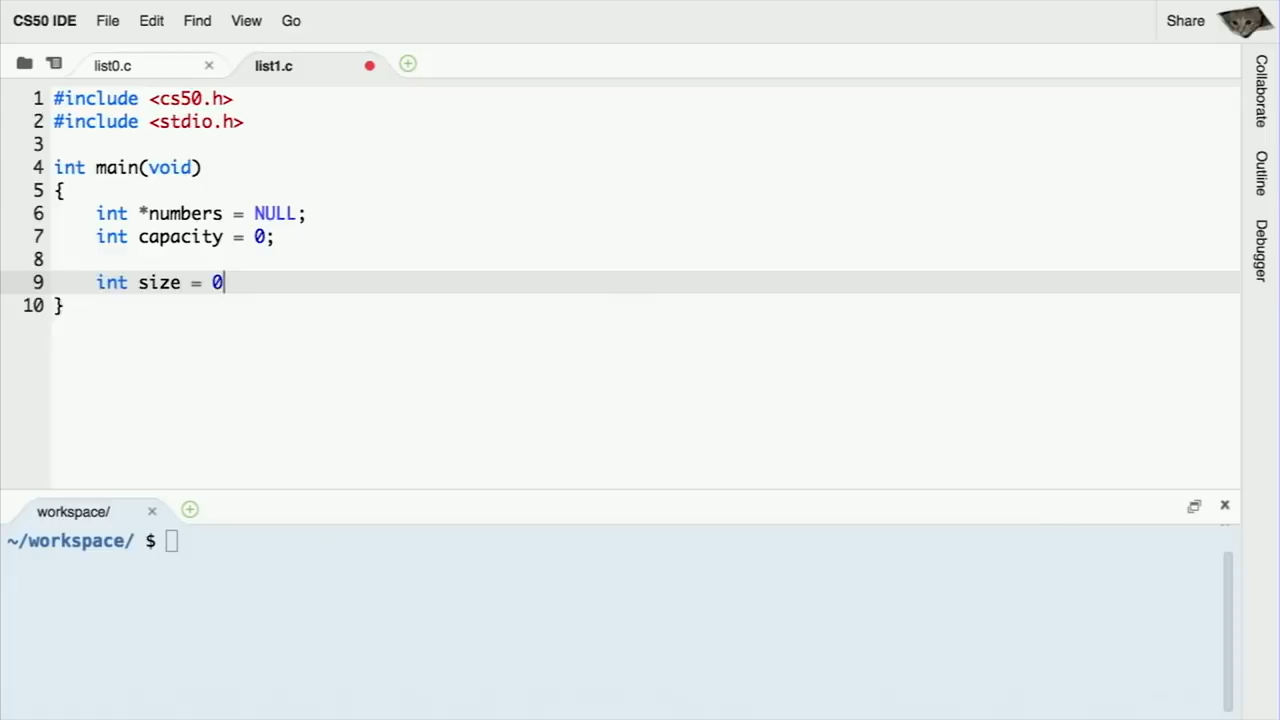 CS50 IDE File Edit Find View Go Share
list0.c × list1.c
1 #include <cs50.h>
2 #include <stdio.h>
3
4 int main(void)
5 {
6     int *numbers = NULL;
7     int capacity = 0;
8
9     int size = 0
10 }
Collaborate
Outline
Debugger
workspace/ ×
~/workspace/ $